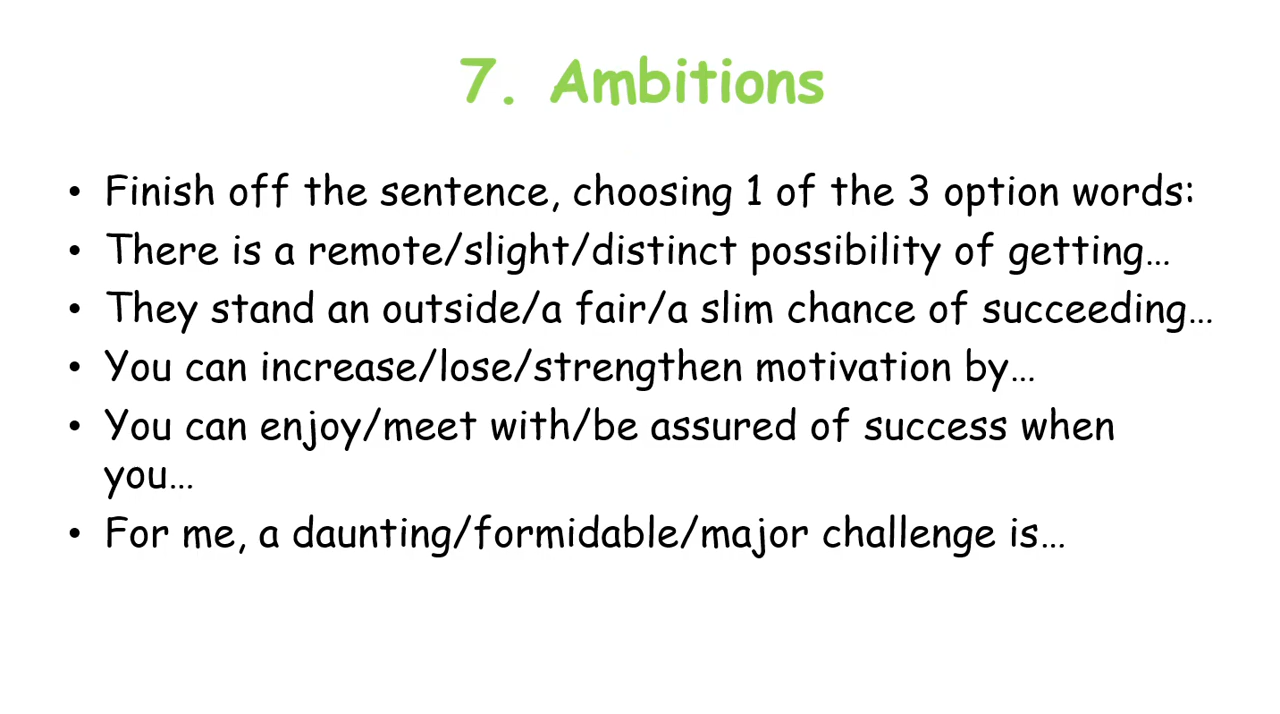 7. Ambitions
• Finish off the sentence, choosing 1 of the 3 option words:
• There is a remote/slight/distinct possibility of getting…
• They stand an outside/a fair/a slim chance of succeeding…
• You can increase/lose/strengthen motivation by…
• You can enjoy/meet with/be assured of success when
you…
• For me, a daunting/formidable/major challenge is…